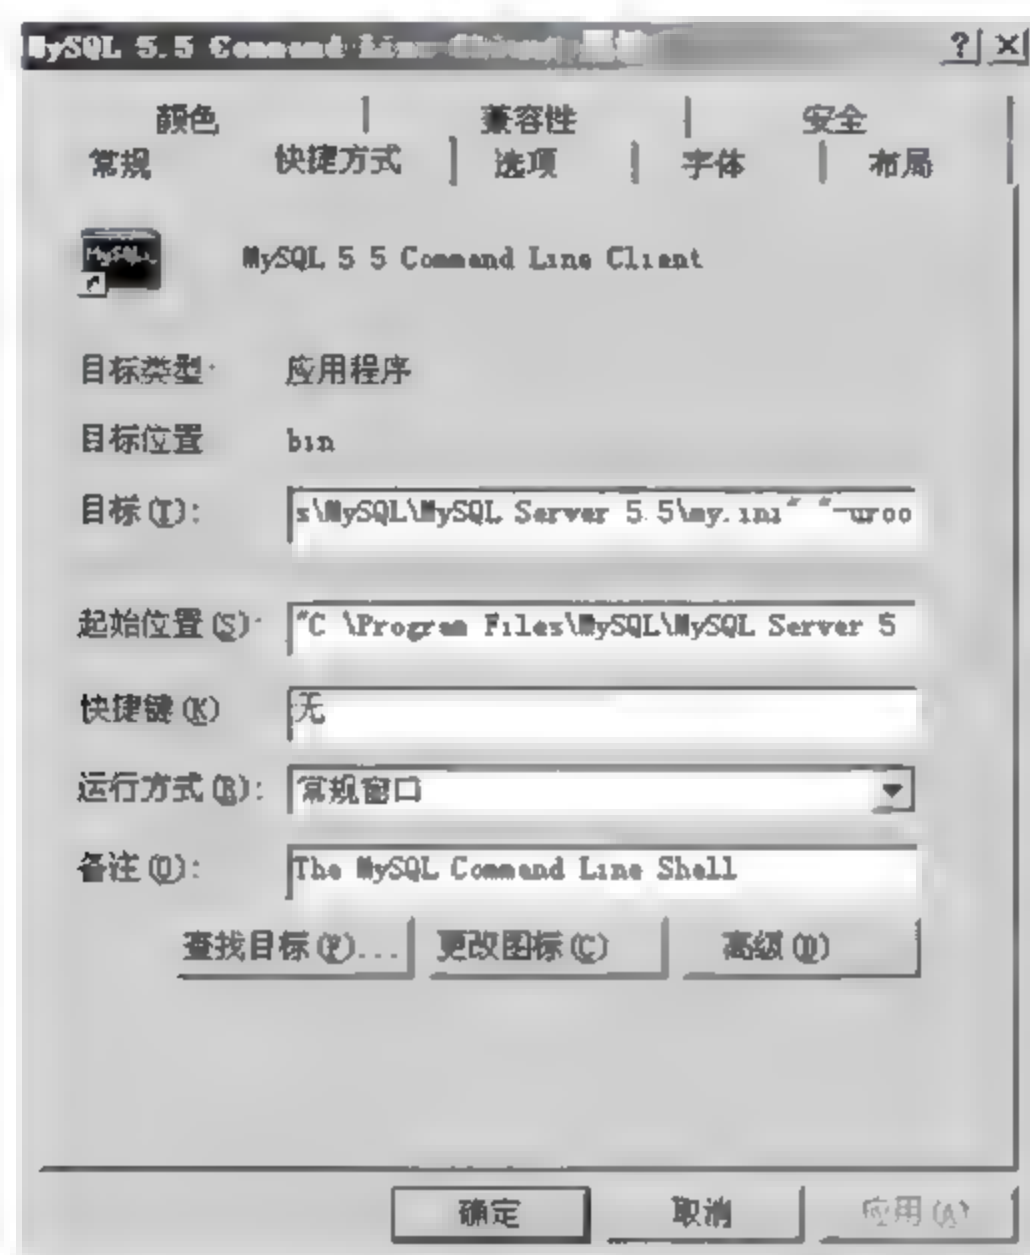 MySQL 5.5 Command Line Client
? ×
颜色 兼容性 安全
常规 快捷方式 选项 字体 布局
MySQL 5 5 Command Line Client
目标类型: 应用程序
目标位置 bin
目标(T): s\MySQL\MySQL Server 5.5\my.ini" "-uroo
起始位置(S): "C \Program Files\MySQL\MySQL Server 5
快捷键(K) 无
运行方式(R): 常规窗口
备注(O): The MySQL Command Line Shell
查找目标(F)... 更改图标(C) 高级(D)
确定 取消 应用(A)